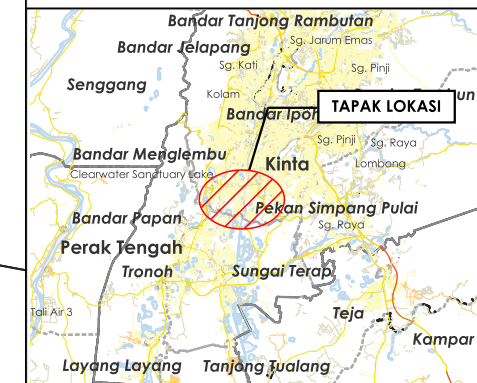 Bandar Tanjong Rambutan
Bandar Jelapang
Sg. Jarum Emas
Sg. Kati
Sg. Pinji
Senggang
Kolam
TAPAK LOKASI
Bandar Ipoh
Sg. Pinji
Sg. Raya
Bandar Menglembu
Kinta
Lombong
Clearwater Sanctuary Lake
Bandar Papan
Pekan Simpang Pulai
Sg. Raya
Perak Tengah
Tronoh
Sungai Terap
Tali Air 3
Teja
Kampar
Layang Layang
Tanjong Tualang